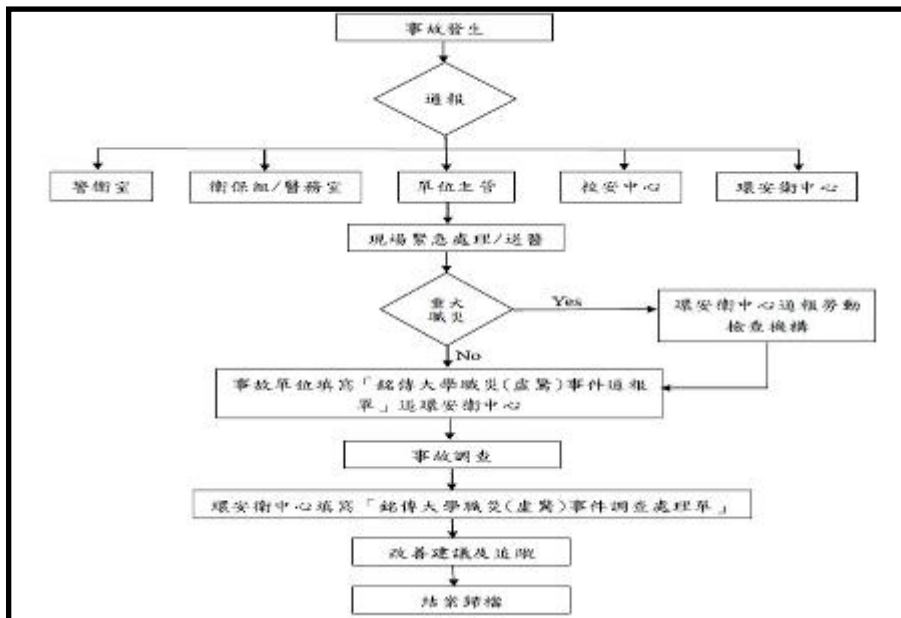 事故發生
通報
警衛室
衛保組/醫務室
單位主管
校安中心
環安衛中心
現場緊急處理/送醫
重大
職災
Yes
環安衛中心通報勞動
檢查機構
No
事故單位填寫「銘傳大學職災(虛驚)事件通報
單」送環安衛中心
事故調查
環安衛中心填寫「銘傳大學職災(虛驚)事件調查處理單」
改善建議及追蹤
結案歸檔